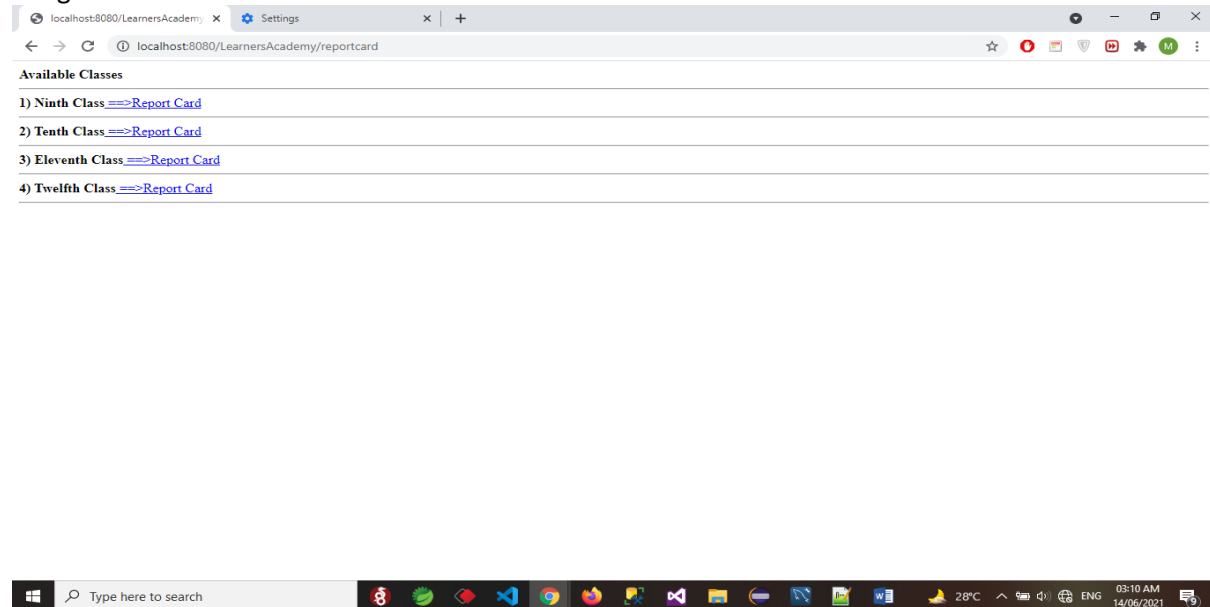 localhost:8080/LearnersAcademy Settings
localhost:8080/LearnersAcademy/reportcard M
Available Classes
1) Ninth Class ==>Report Card
2) Tenth Class ==>Report Card
3) Eleventh Class ==>Report Card
4) Twelfth Class ==>Report Card
Type here to search 28°C ENG 03:10 AM
14/06/2021 9